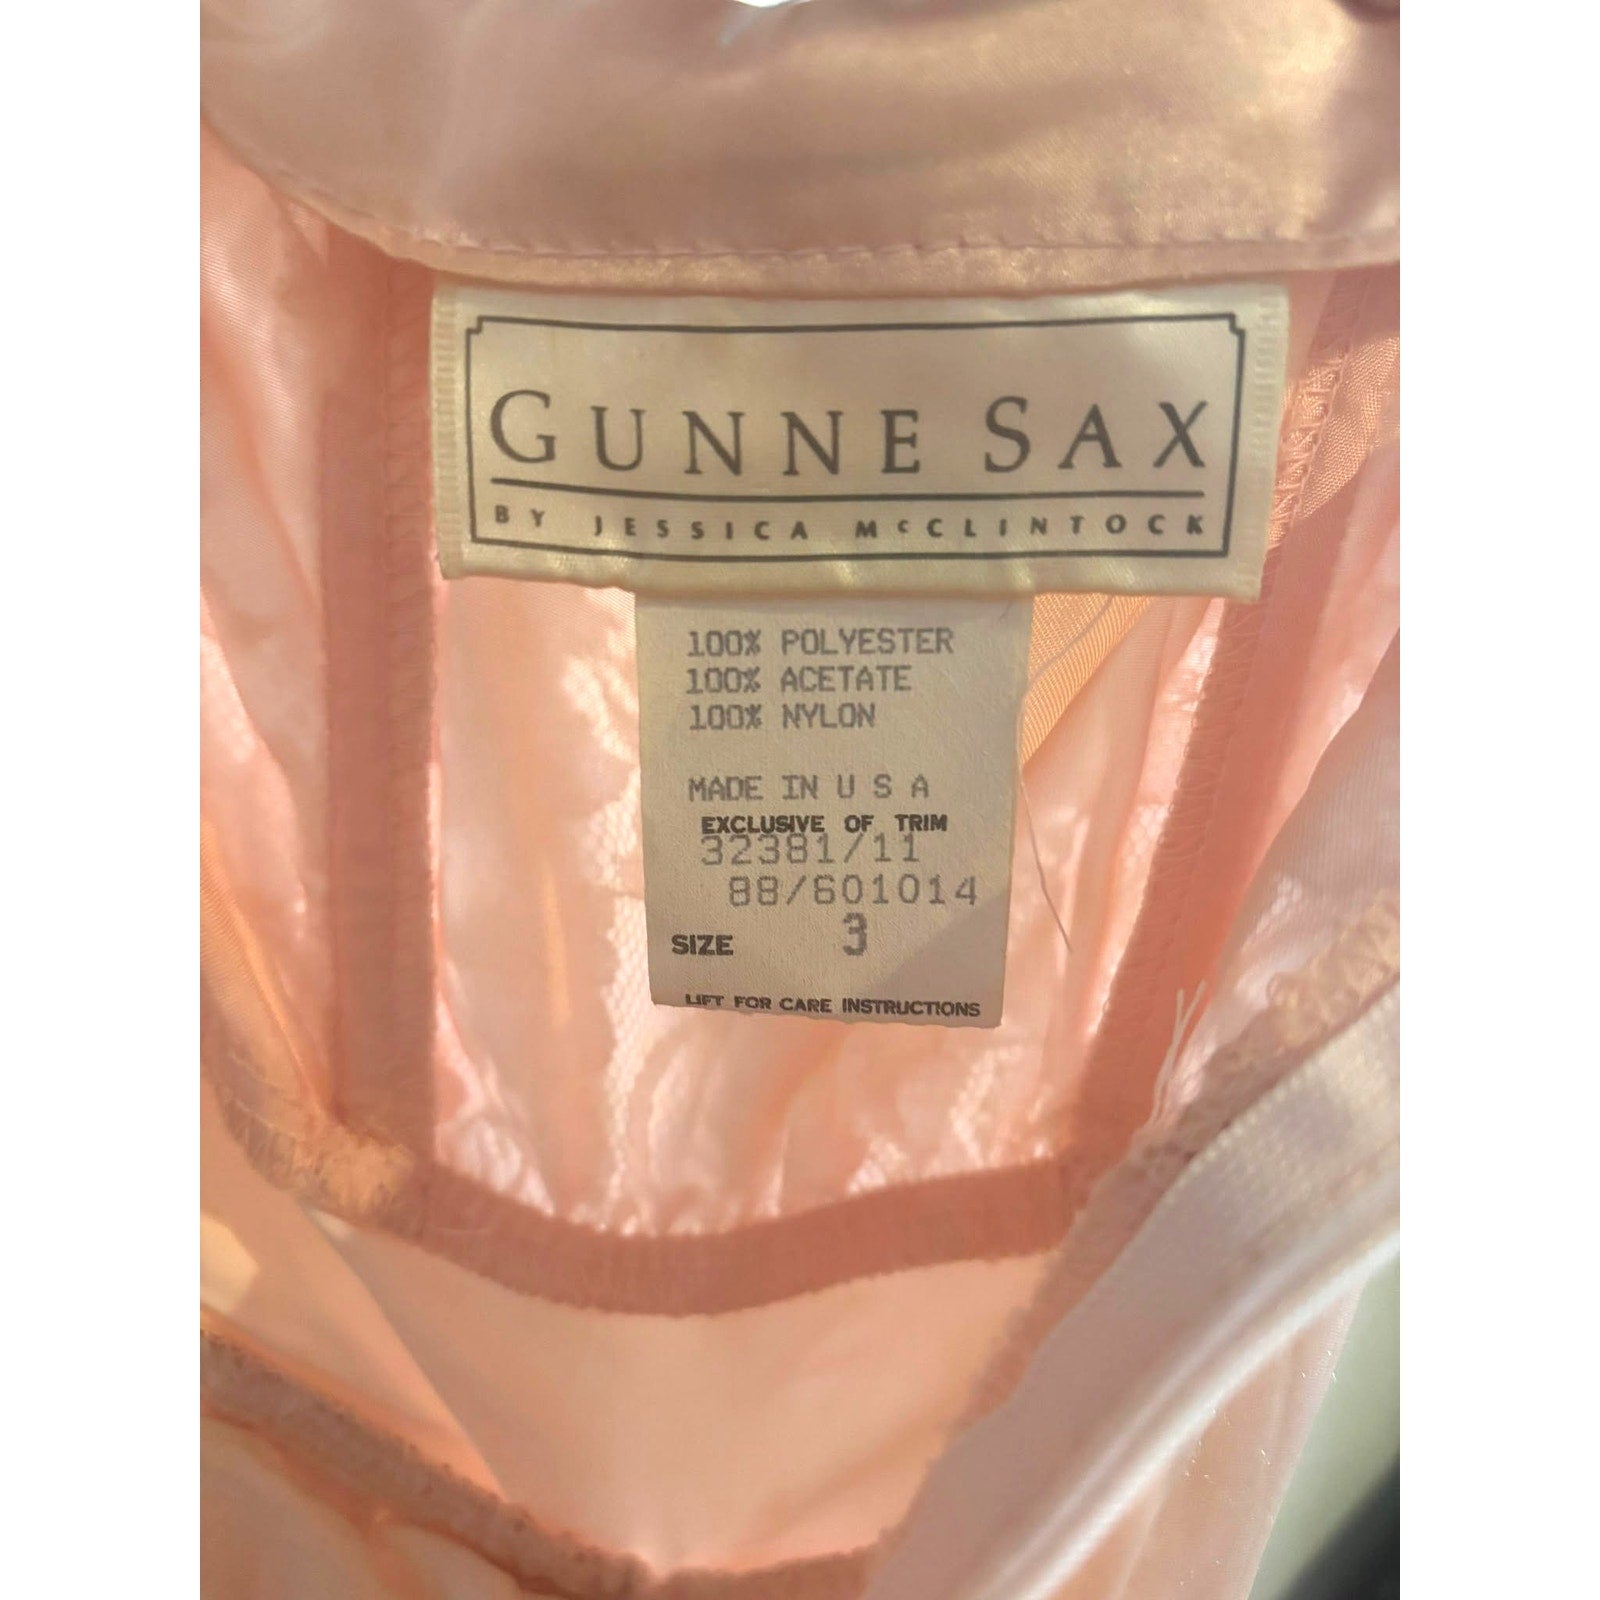 GUNNE SAX
BY JESSICA McCLINTOCK
100% POLYESTER
100% ACETATE
100% NYLON
MADE IN U S A
EXCLUSIVE OF TRIM
32381/11
88/601014
SIZE 3
LIFT FOR CARE INSTRUCTIONS